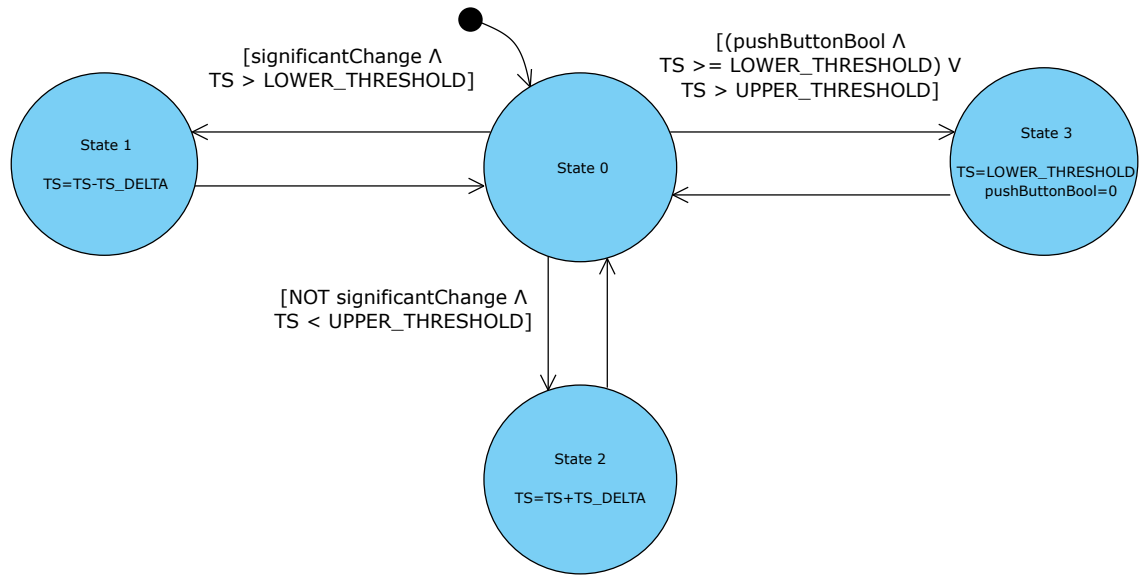 [significantChange Λ
TS > LOWER_THRESHOLD]
[(pushButtonBool Λ
TS >= LOWER_THRESHOLD) V
TS > UPPER_THRESHOLD]
State 1
TS=TS-TS_DELTA
State 0
State 3
TS=LOWER_THRESHOLD
pushButtonBool=0
[NOT significantChange Λ
TS < UPPER_THRESHOLD]
State 2
TS=TS+TS_DELTA